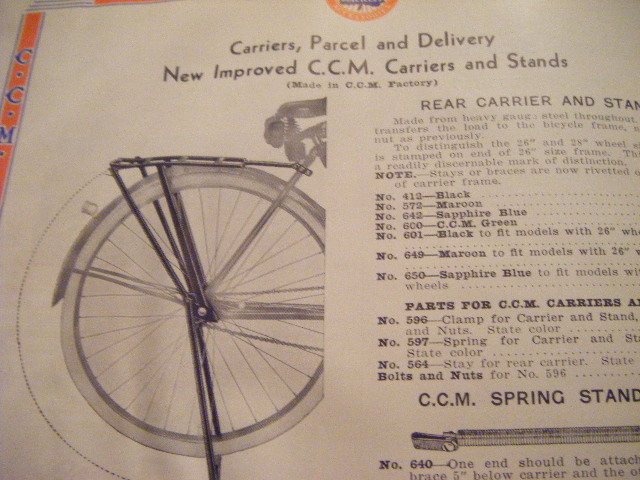 C.C.M.
Carriers, Parcel and Delivery
New Improved C.C.M. Carriers and Stands
(Made in C.C.M. Factory)
REAR CARRIER AND STAN
Made from heavy gauge steel throughout,
transfers the load to the bicycle frame,
nut as previously.
To distinguish the 26" and 28" wheel
is stamped on end of 26" size frame. Th
a readily discernable mark of distinction.
NOTE.—Stays or braces are now rivetted
of carrier frame.
No. 412—Black
No. 572—Maroon
No. 642—Sapphire Blue
No. 600—C.C.M. Green
No. 601—Black to fit models with 26" whe
No. 649—Maroon to fit models with 26"
No. 650—Sapphire Blue to fit models wi
wheels
PARTS FOR C.C.M. CARRIERS A
No. 596—Clamp for Carrier and Stand,
and Nuts. State color
No. 597—Spring for Carrier and Sta
State color
No. 564—Stay for rear carrier. State
Bolts and Nuts for No. 596
C.C.M. SPRING STAND
No. 640—One end should be attach
brace 5" below carrier and the o